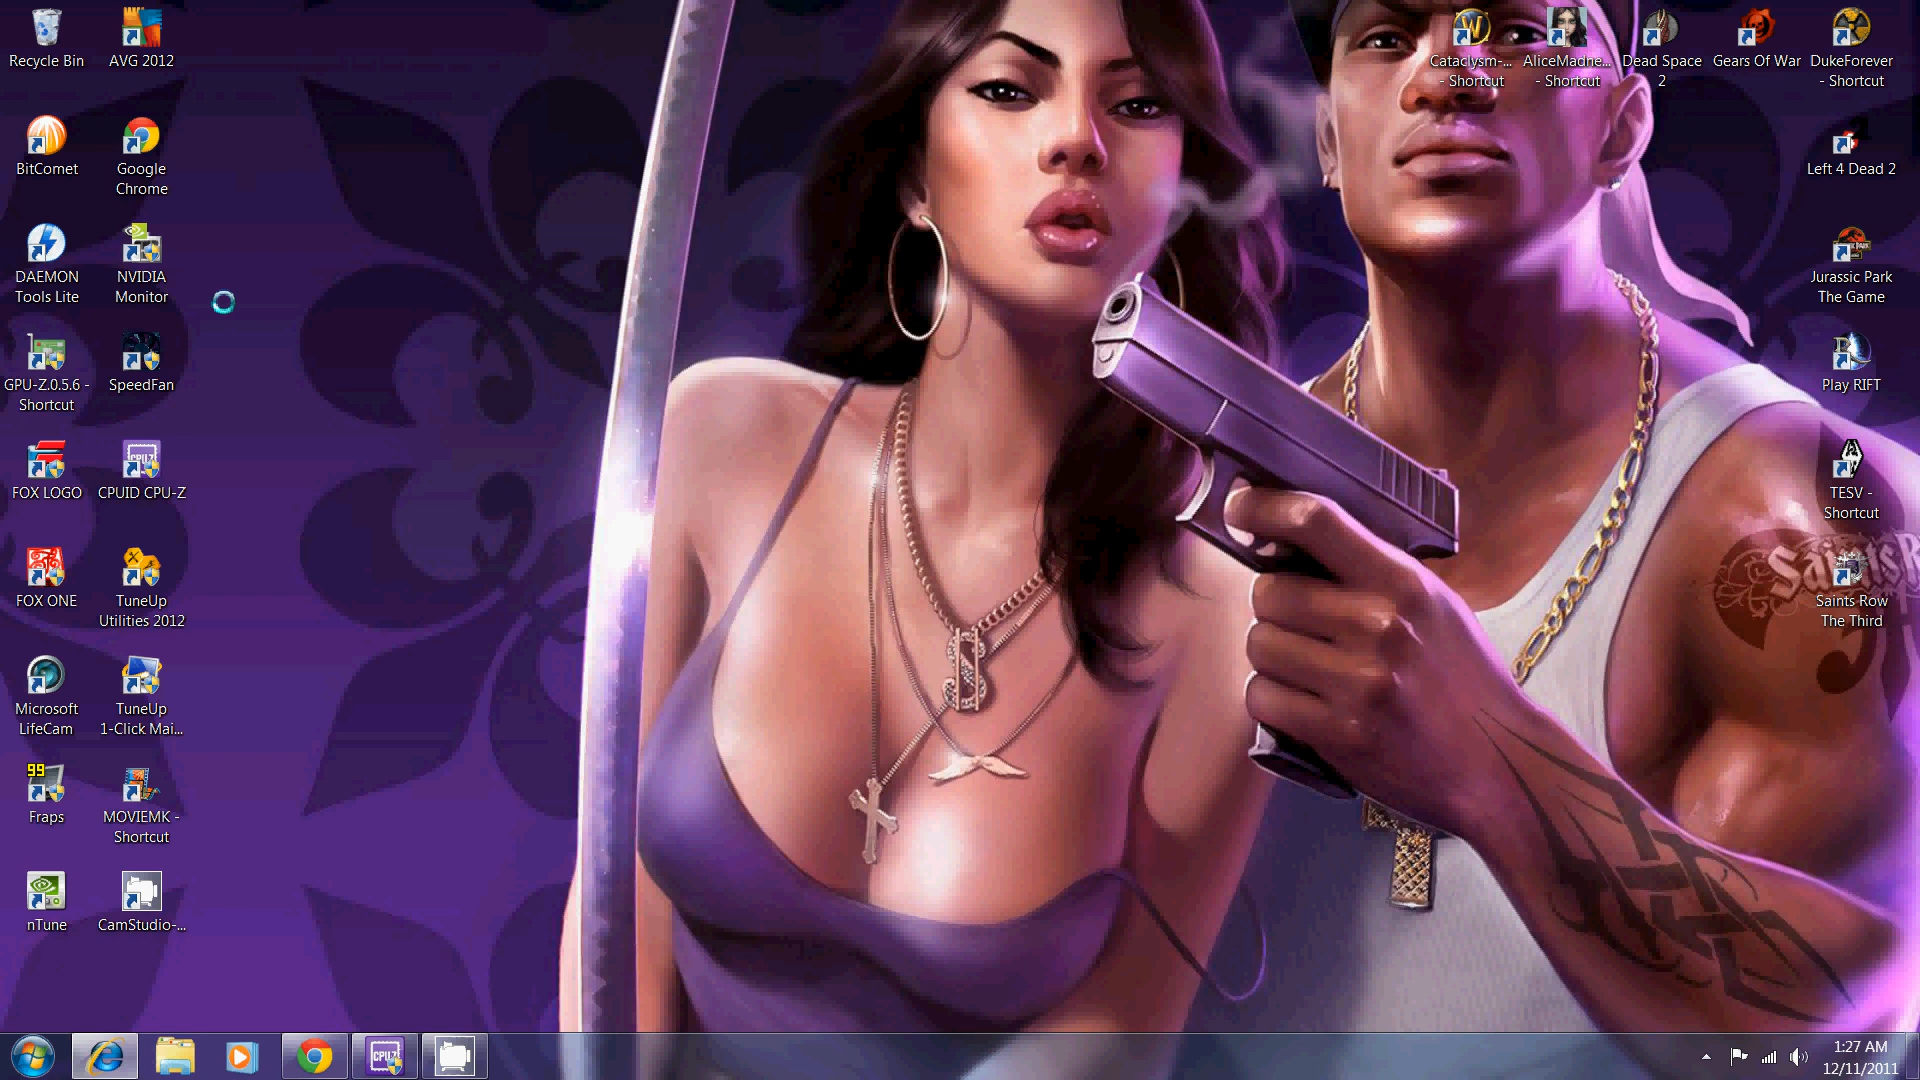 Recycle Bin
AVG 2012
BitComet
Google
Chrome
DAEMON
Tools Lite
NVIDIA
Monitor
GPU-Z.0.5.6 -
Shortcut
SpeedFan
FOX LOGO
CPUID CPU-Z
FOX ONE
TuneUp
Utilities 2012
Microsoft
LifeCam
TuneUp
1-Click Mai...
99
Fraps
MOVIEMK -
Shortcut
nTune
CamStudio-...
Cataclysm-...
- Shortcut
AliceMadne...
- Shortcut
Dead Space
2
Gears Of War
DukeForever
- Shortcut
Left 4 Dead 2
Jurassic Park
The Game
Play RIFT
TESV -
Shortcut
Saints Row
The Third
CPUZ
1:27 AM
12/11/2011